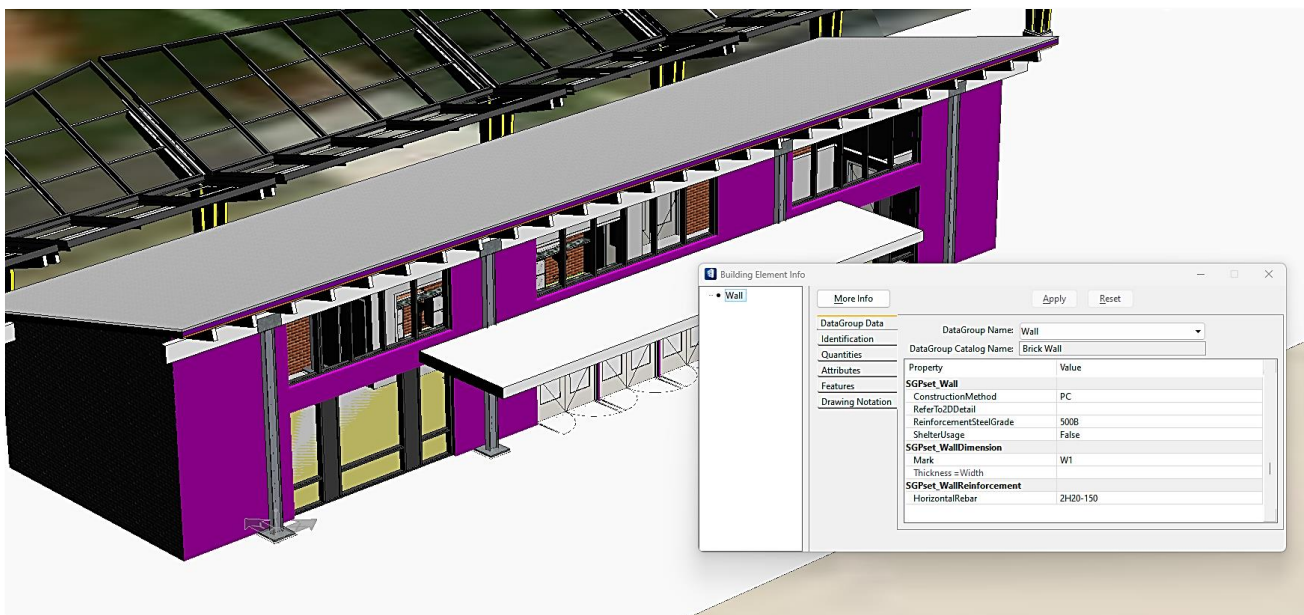 Building Element Info
Wall
More Info
Apply
Reset
DataGroup Data
Identification
Quantities
Attributes
Features
Drawing Notation
DataGroup Name: Wall
DataGroup Catalog Name: Brick Wall
Property Value
SGPset_Wall
ConstructionMethod PC
ReferTo2DDetail
ReinforcementSteelGrade 500B
ShelterUsage False
SGPset_WallDimension
Mark W1
Thickness =Width
SGPset_WallReinforcement
HorizontalRebar 2H20-150